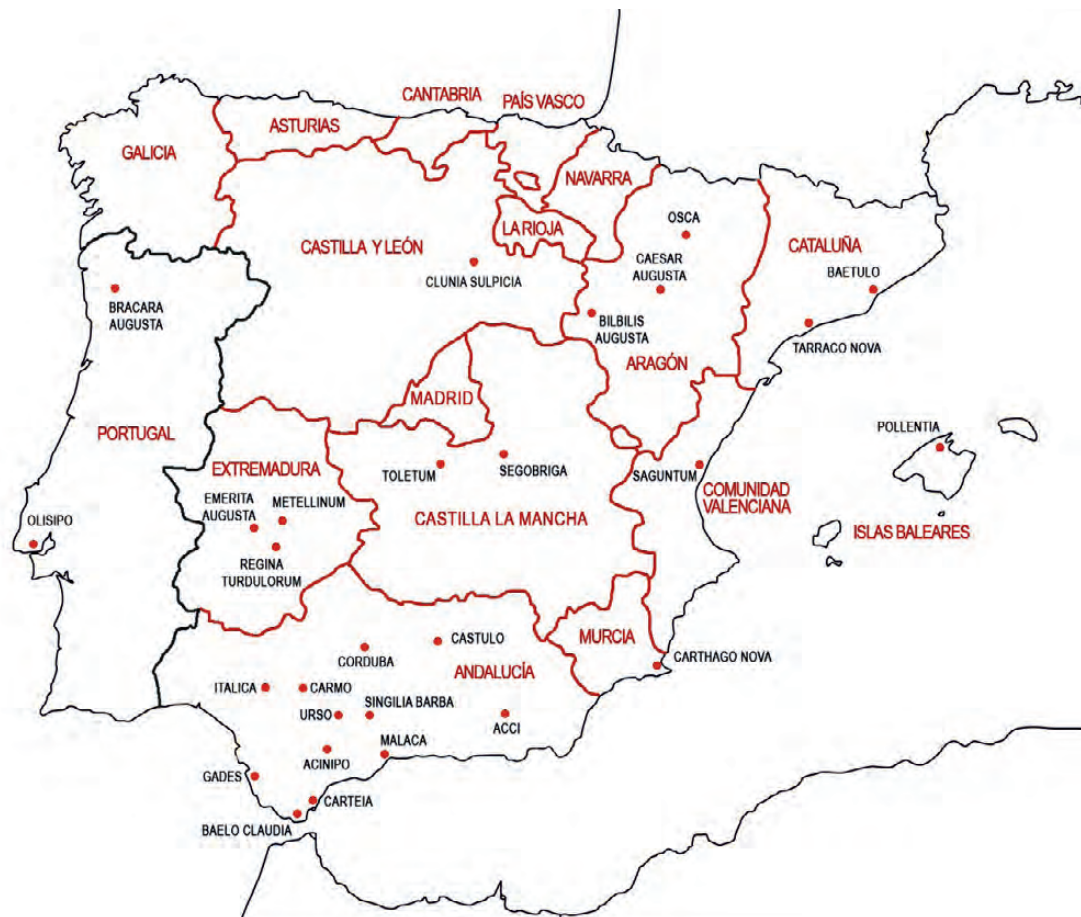 CANTABRIA
PAÍS VASCO
ASTURIAS
GALICIA
NAVARRA
LA RIOJA
OSCA
CASTILLA Y LEÓN
CATALUÑA
CAESAR
AUGUSTA
BAETULO
CLUNIA SULPICIA
BRACARA
AUGUSTA
BILBILIS
AUGUSTA
TARRACO NOVA
ARAGÓN
MADRID
PORTUGAL
POLLENTIA
EXTREMADURA
TOLETUM
SEGOBRIGA
SAGUNTUM
COMUNIDAD
VALENCIANA
EMERITA
AUGUSTA
METELLINUM
CASTILLA LA MANCHA
OLISIPO
ISLAS BALEARES
REGINA
TURDULORUM
MURCIA
CASTULO
CORDUBA
ANDALUCÍA
CARTHAGO NOVA
ITALICA
CARMO
SINGILIA BARBA
URSO
ACCI
MALACA
ACINIPO
GADES
CARTEIA
BAELO CLAUDIA